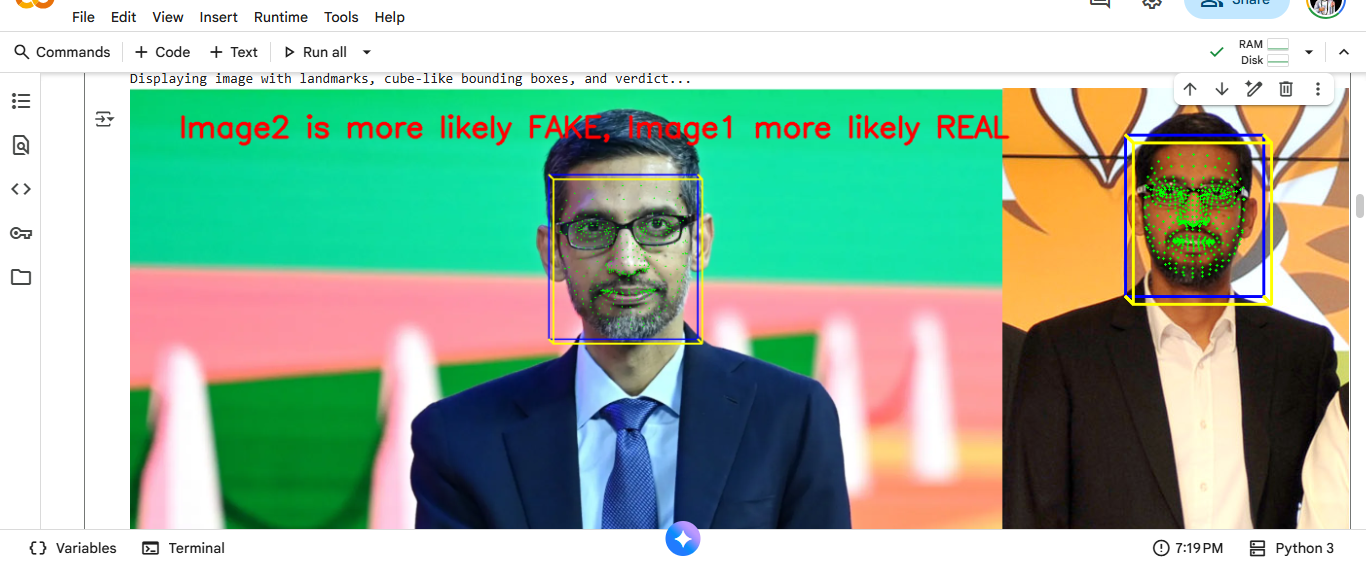 Share
File Edit View Insert Runtime Tools Help
Commands + Code + Text Run all
RAM
Disk
Displaying image with landmarks, cube-like bounding boxes, and verdict...
Image2 is more likely FAKE, Image1 more likely REAL
Variables Terminal 7:19 PM Python 3